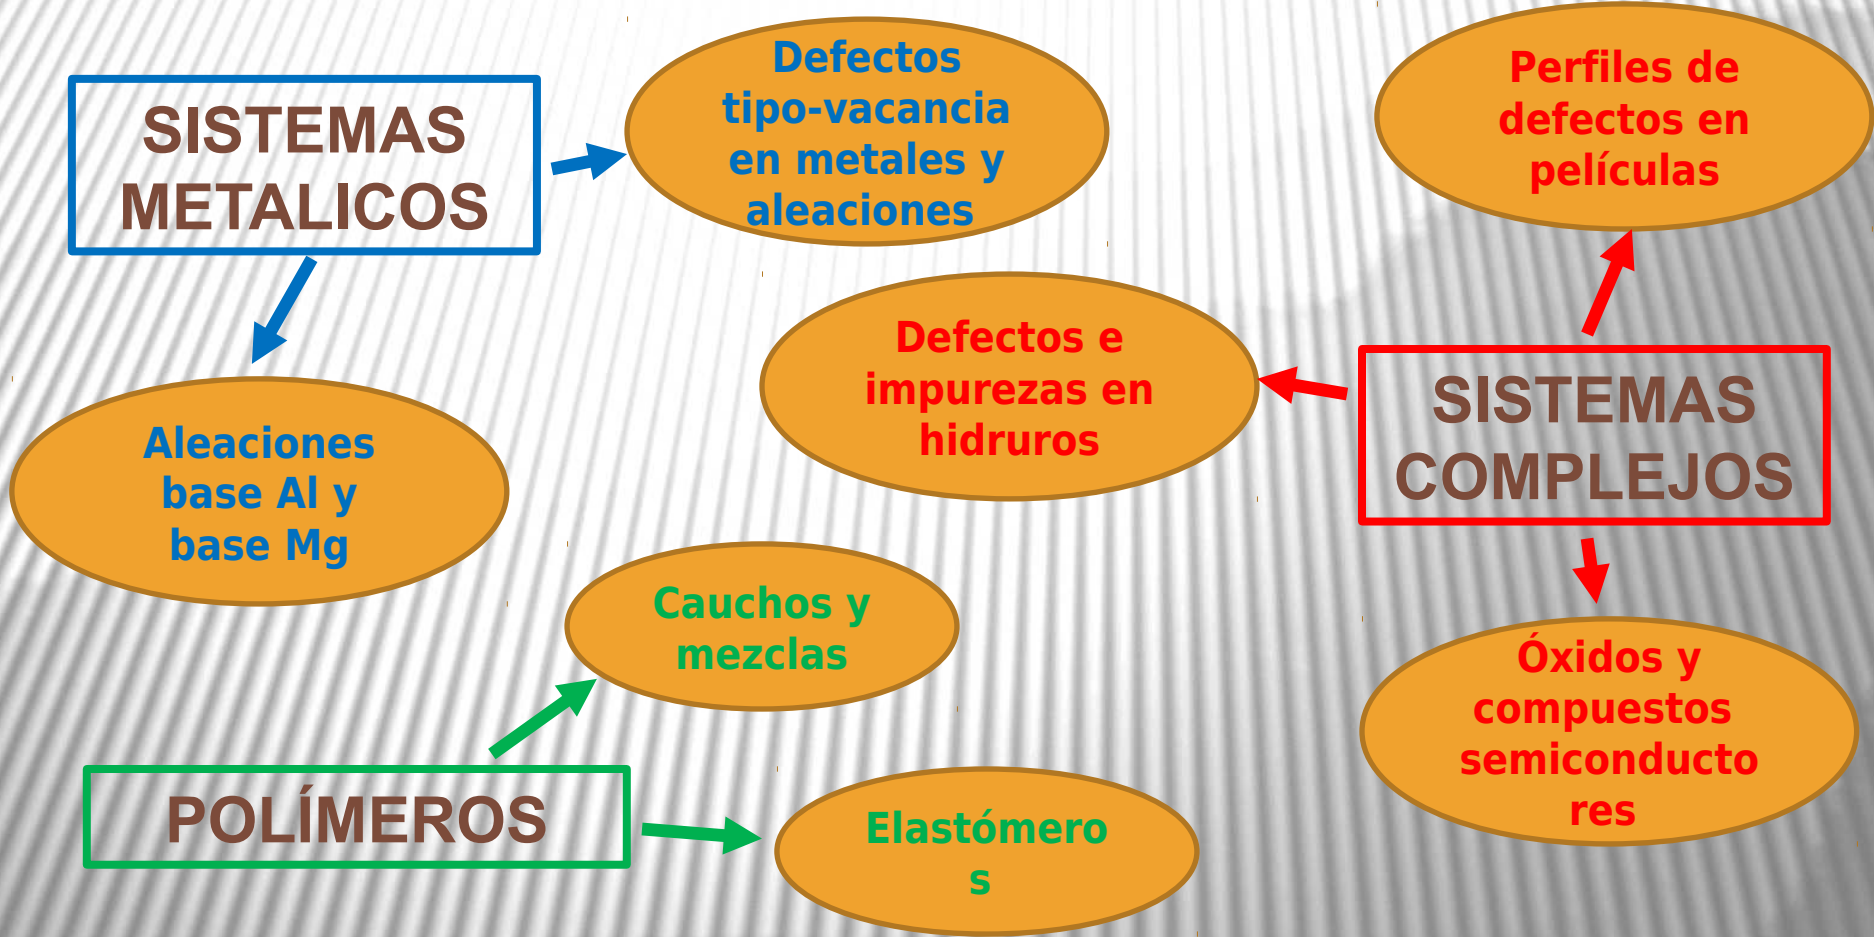 SISTEMAS
METALICOS
Defectos
tipo-vacancia
en metales y
aleaciones
Aleaciones
base Al y
base Mg
Perfiles de
defectos en
películas
Defectos e
impurezas en
hidruros
SISTEMAS
COMPLEJOS
Óxidos y
compuestos
semiconducto
res
Cauchos y
mezclas
POLÍMEROS
Elastómero
s